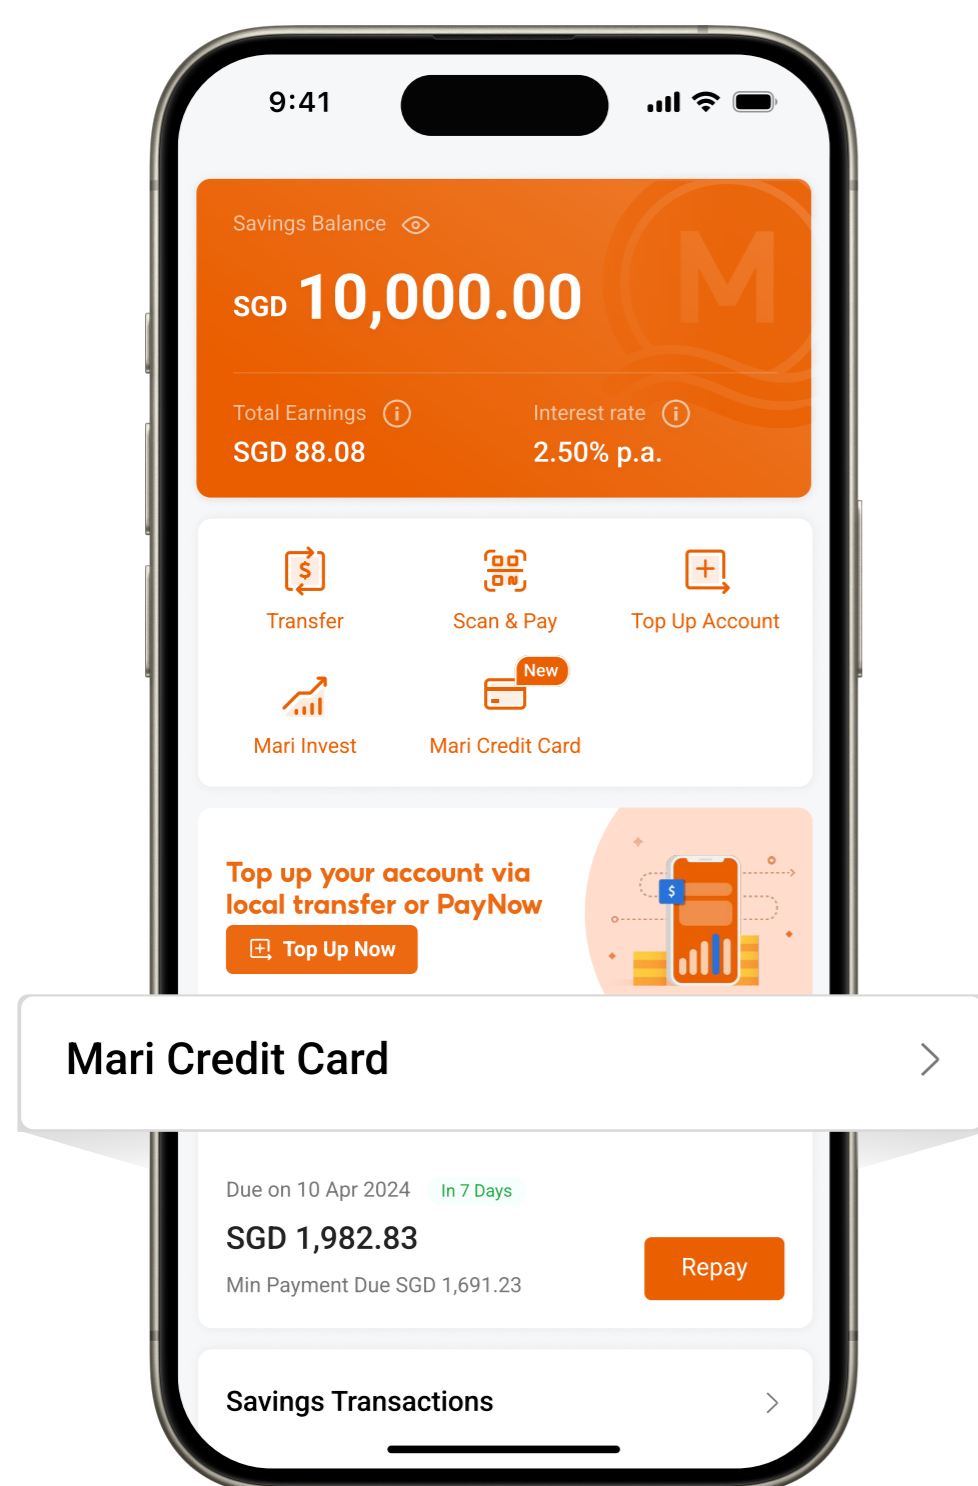 9:41
Savings Balance
SGD 10,000.00
M
Total Earnings
SGD 88.08
Interest rate
2.50% p.a.
$
Transfer
Scan & Pay
Top Up Account
Mari Invest
New
Mari Credit Card
Top up your account via
local transfer or PayNow
Top Up Now
$
Mari Credit Card
Due on 10 Apr 2024 In 7 Days
SGD 1,982.83
Min Payment Due SGD 1,691.23
Repay
Savings Transactions